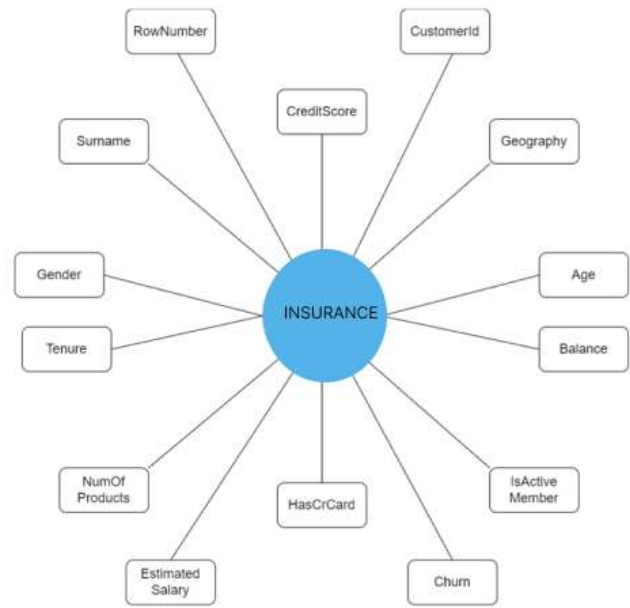 RowNumber
CustomerId
CreditScore
Surname
Geography
Gender
Age
INSURANCE
Tenure
Balance
NumOf
Products
HasCrCard
IsActive
Member
Estimated
Salary
Churn